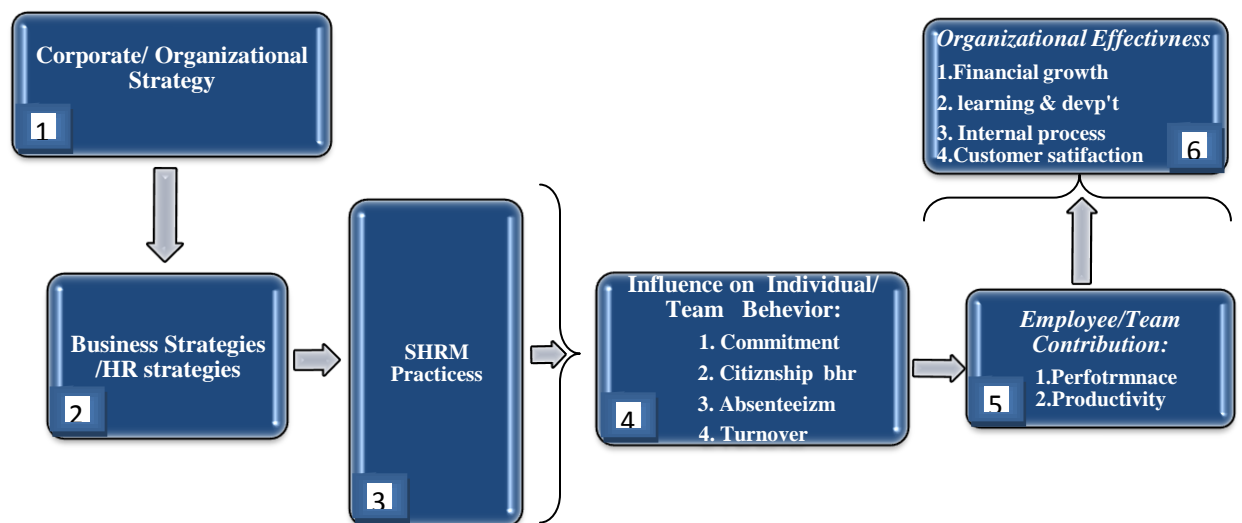 Corporate/ Organizational
Strategy
1
Business Strategies
/HR strategies
2
SHRM
Practicess
3
Influence on Individual/
Team Behevior:
1. Commitment
2. Citiznship bhr
3. Absenteeizm
4. Turnover
4
Employee/Team
Contribution:
1.Perfotrmnace
2.Productivity
5
Organizational Effectivness
1.Financial growth
2. learning & devp't
3. Internal process
4.Customer satifaction
6